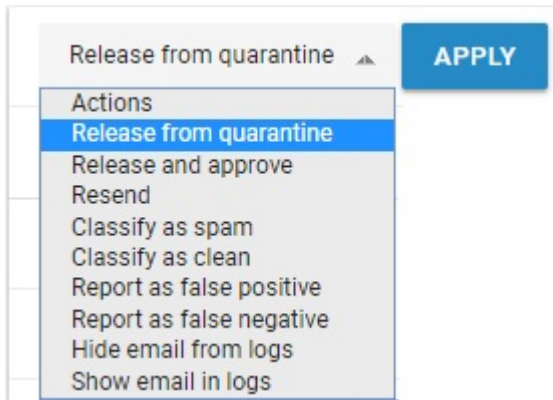 Release from quarantine
APPLY
Actions
Release from quarantine
Release and approve
Resend
Classify as spam
Classify as clean
Report as false positive
Report as false negative
Hide email from logs
Show email in logs